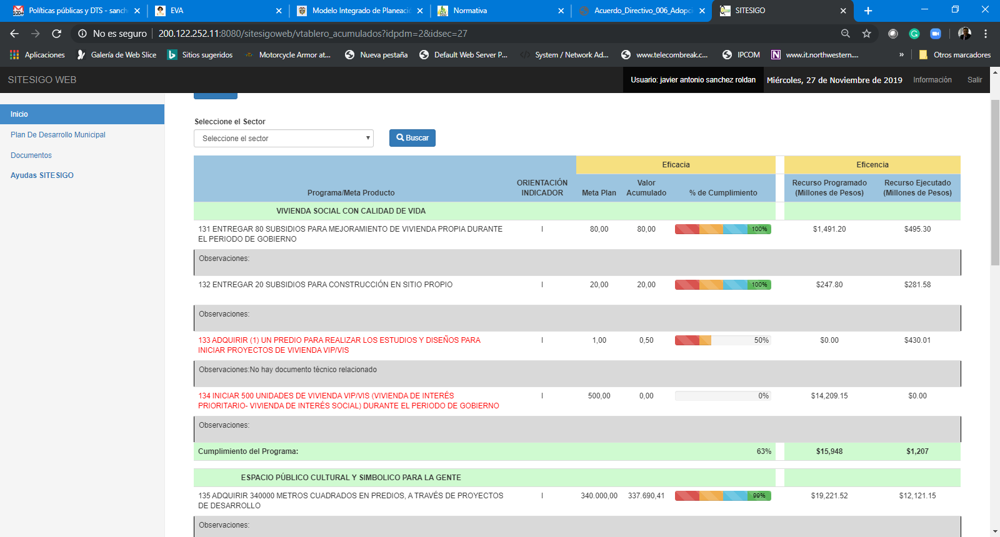 Políticas públicas y DTS - sanch
EVA
Modelo Integrado de Planeació
Normativa
Acuerdo_Directivo_006_Adopci
SITESIGO
No es seguro
200.122.252.11:8080/sitesigoweb/vtablero_acumulados?idpdm=2&idsec=27
Aplicaciones
Galería de Web Slice
Sitios sugeridos
Motorcycle Armor at...
Nueva pestaña
Default Web Server P...
System / Network Ad...
www.telecombreak.c...
IPCOM
www.it.northwestern....
»
Otros marcadores
SITESIGO WEB
Usuario: javier antonio sanchez roldan
Miércoles, 27 de Noviembre de 2019
Información
Salir
Inicio
Plan De Desarrollo Municipal
Documentos
Ayudas SITESIGO
Seleccione el Sector
Seleccione el sector
Buscar
Eficacia
Eficencia
Programa/Meta Producto
ORIENTACIÓN
INDICADOR
Meta Plan
Valor
Acumulado
% de Cumplimiento
Recurso Programado
(Millones de Pesos)
Recurso Ejecutado
(Millones de Pesos)
VIVIENDA SOCIAL CON CALIDAD DE VIDA
131 ENTREGAR 80 SUBSIDIOS PARA MEJORAMIENTO DE VIVIENDA PROPIA DURANTE
EL PERIODO DE GOBIERNO
I
80,00
80,00
100%
$1,491.20
$495.30
Observaciones:
132 ENTREGAR 20 SUBSIDIOS PARA CONSTRUCCIÓN EN SITIO PROPIO
I
20,00
20,00
100%
$247.80
$281.58
Observaciones:
133 ADQUIRIR (1) UN PREDIO PARA REALIZAR LOS ESTUDIOS Y DISEÑOS PARA
INICIAR PROYECTOS DE VIVIENDA VIP/VIS
I
1,00
0,50
50%
$0.00
$430.01
Observaciones:No hay documento técnico relacionado
134 INICIAR 500 UNIDADES DE VIVIENDA VIP/VIS (VIVIENDA DE INTERÉS
PRIORITARIO- VIVIENDA DE INTERÉS SOCIAL) DURANTE EL PERIODO DE GOBIERNO
I
500,00
0,00
0%
$14,209.15
$0.00
Observaciones:
Cumplimiento del Programa:
63%
$15,948
$1,207
ESPACIO PÚBLICO CULTURAL Y SIMBOLICO PARA LA GENTE
135 ADQUIRIR 340000 METROS CUADRADOS EN PREDIOS, A TRAVÉS DE PROYECTOS
DE DESARROLLO
I
340.000,00
337.690,41
99%
$19,221.52
$12,121.15
Observaciones: